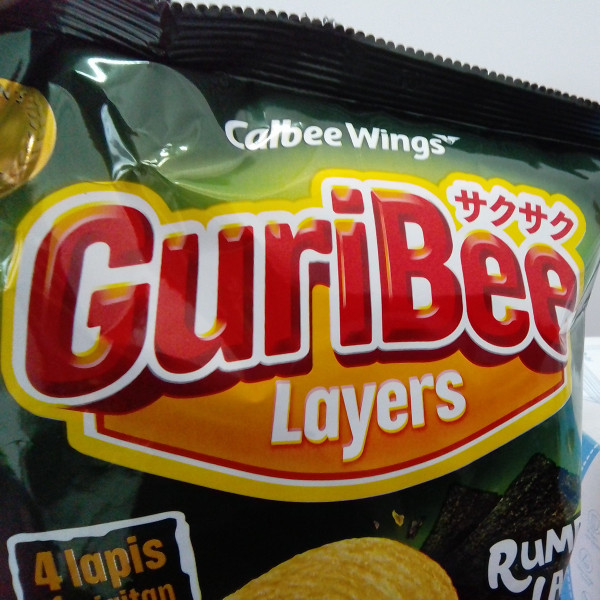 Calbee Wings
サクサク
GuriBee
Layers
4 lapis